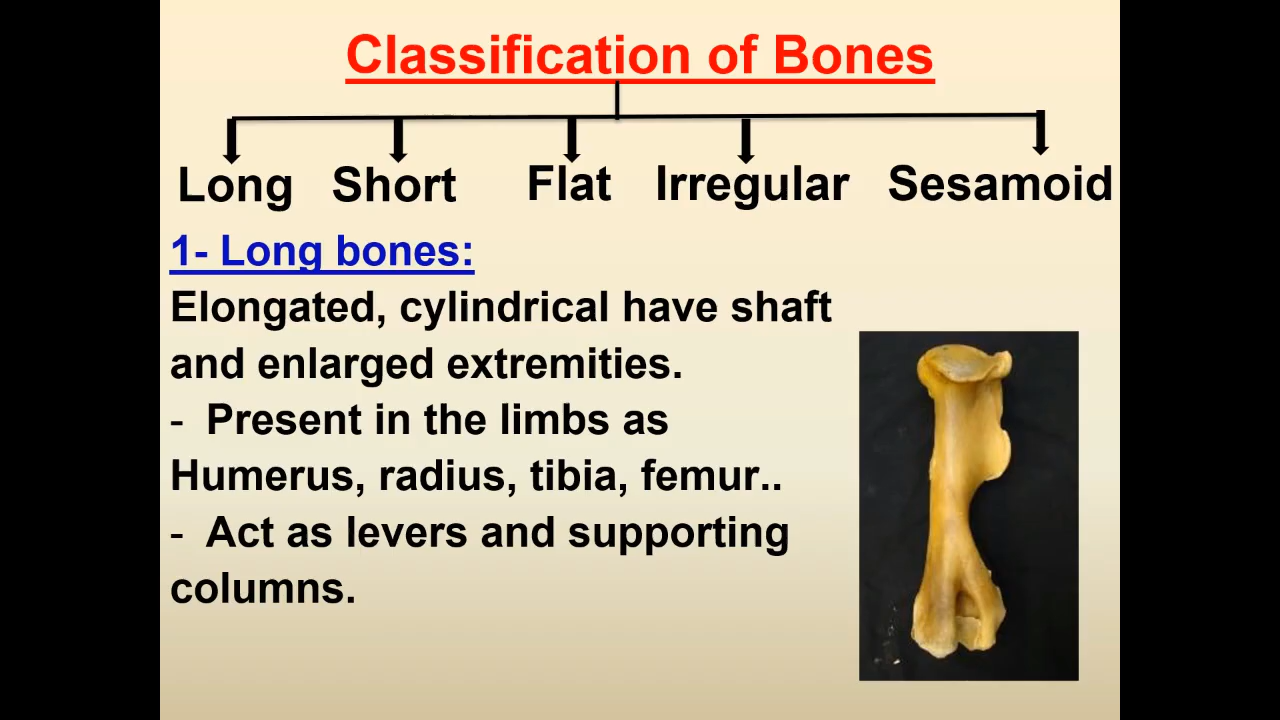 Classification of Bones
Long Short Flat Irregular Sesamoid
1- Long bones:
Elongated, cylindrical have shaft
and enlarged extremities.
- Present in the limbs as
Humerus, radius, tibia, femur..
- Act as levers and supporting
columns.